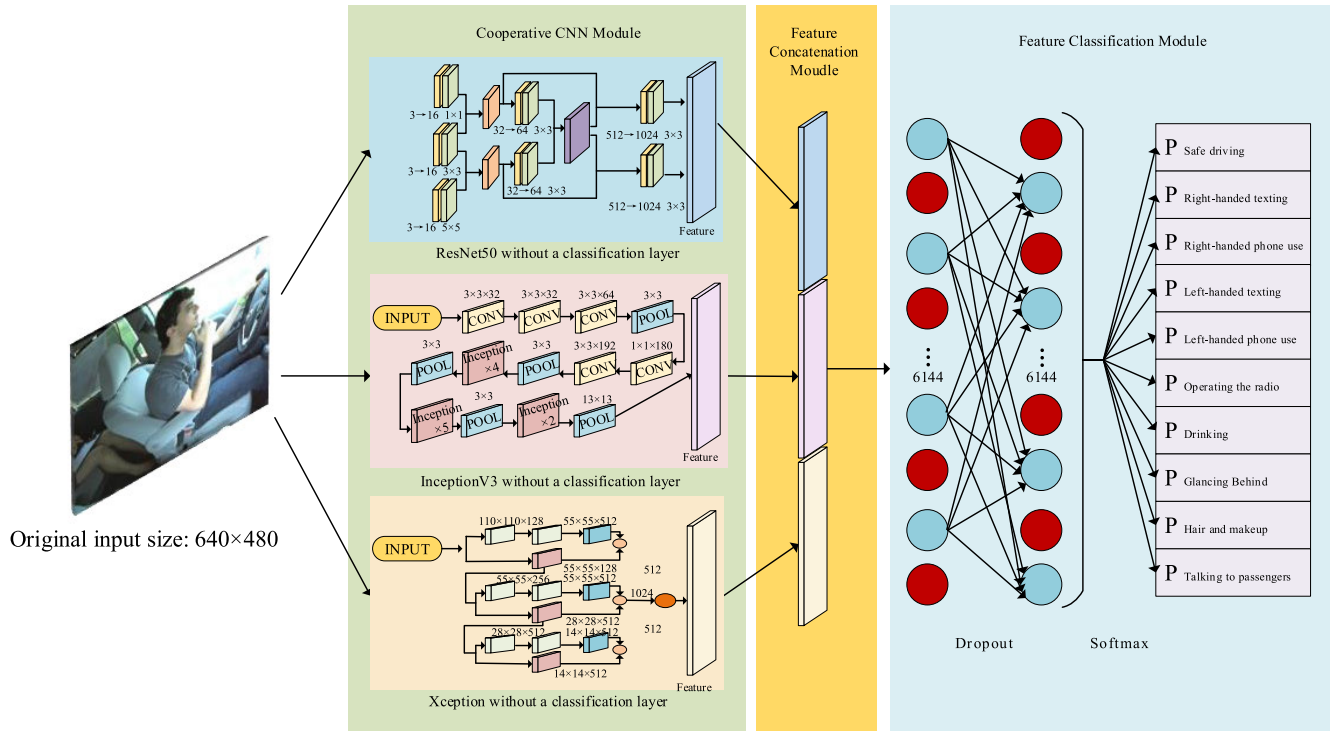 Cooperative CNN Module
3→16 1×1
3→16 3×3
3→16 5×5
32→64 3×3
32→64 3×3
512→1024 3×3
512→1024 3×3
Feature
ResNet50 without a classification layer
INPUT
3×3×32
CONV
3×3×32
CONV
3×3×64
CONV
3×3
POOL
3×3
POOL
Inception
×4
3×3
POOL
3×3×192
CONV
1×1×180
CONV
Inception
×5
3×3
POOL
Inception
×2
13×13
POOL
Feature
InceptionV3 without a classification layer
INPUT
110×110×128
55×55×512
55×55×128
55×55×256
55×55×512
28×28×512
28×28×512
14×14×512
14×14×512
512
1024
512
Feature
Xception without a classification layer
Original input size: 640×480
Feature
Concatenation
Moudle
Feature Classification Module
6144
6144
Dropout
Softmax
P Safe driving
P Right-handed texting
P Right-handed phone use
P Left-handed texting
P Left-handed phone use
P Operating the radio
P Drinking
P Glancing Behind
P Hair and makeup
P Talking to passengers